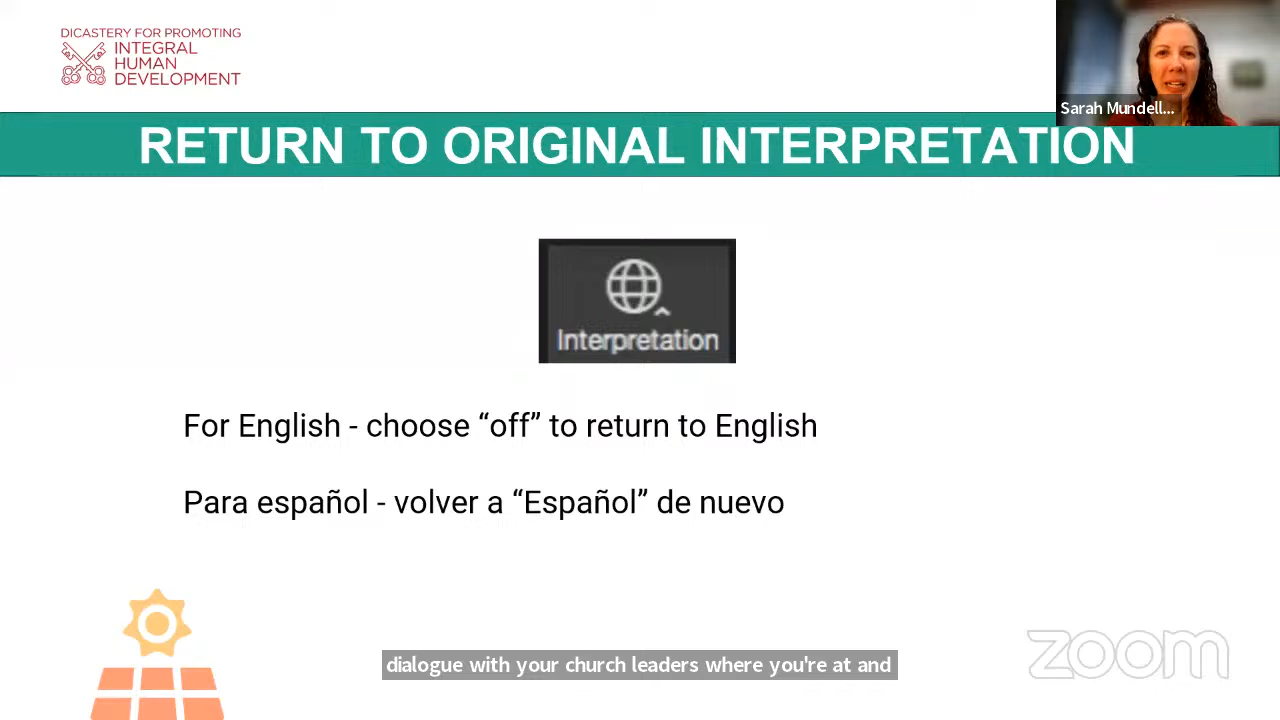 DICASTERY FOR PROMOTING
INTEGRAL
HUMAN
DEVELOPMENT
Sarah Mundell...
RETURN TO ORIGINAL INTERPRETATION
Interpretation
For English - choose “off” to return to English
Para español - volver a “Español” de nuevo
dialogue with your church leaders where you're at and
zoom